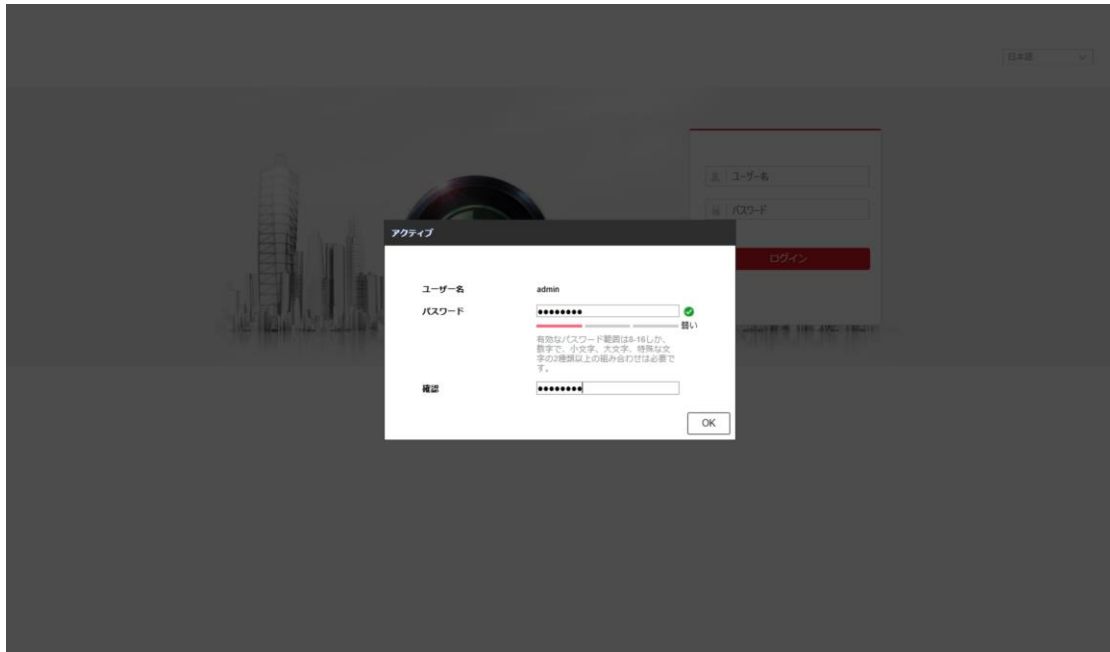 日本語
ユーザー名
パスワード
ログイン
アクティブ
ユーザー名 admin
パスワード ●●●●●●●●
弱い
有効なパスワード範囲は8-16しか、
数字で、小文字、大文字、特殊な文
字の2種類以上の組み合わせは必要で
す。
確認 ●●●●●●●●
OK